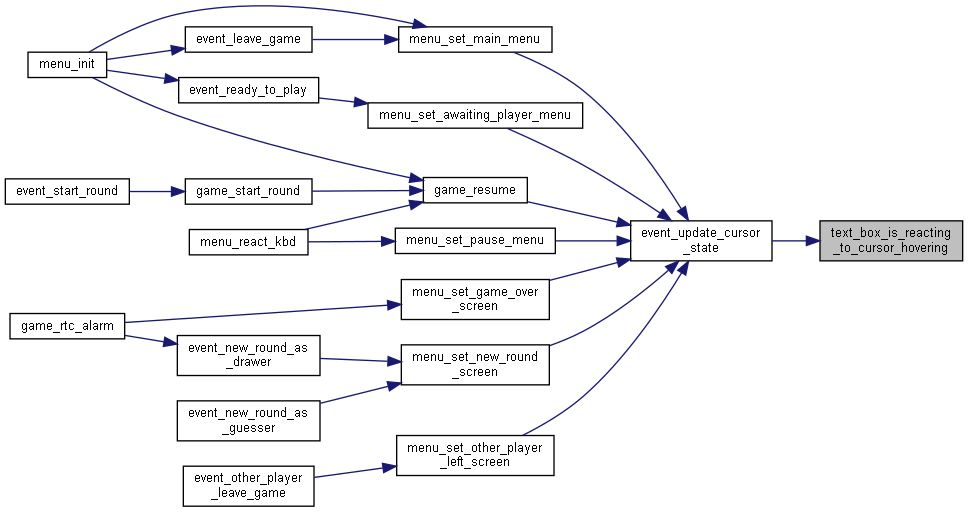 event_leave_game
menu_set_main_menu
menu_init
event_ready_to_play
menu_set_awaiting_player_menu
event_start_round
game_start_round
game_resume
menu_react_kbd
menu_set_pause_menu
event_update_cursor
_state
text_box_is_reacting
_to_cursor_hovering
menu_set_game_over
_screen
game_rtc_alarm
event_new_round_as
_drawer
menu_set_new_round
_screen
event_new_round_as
_guesser
menu_set_other_player
_left_screen
event_other_player
_leave_game